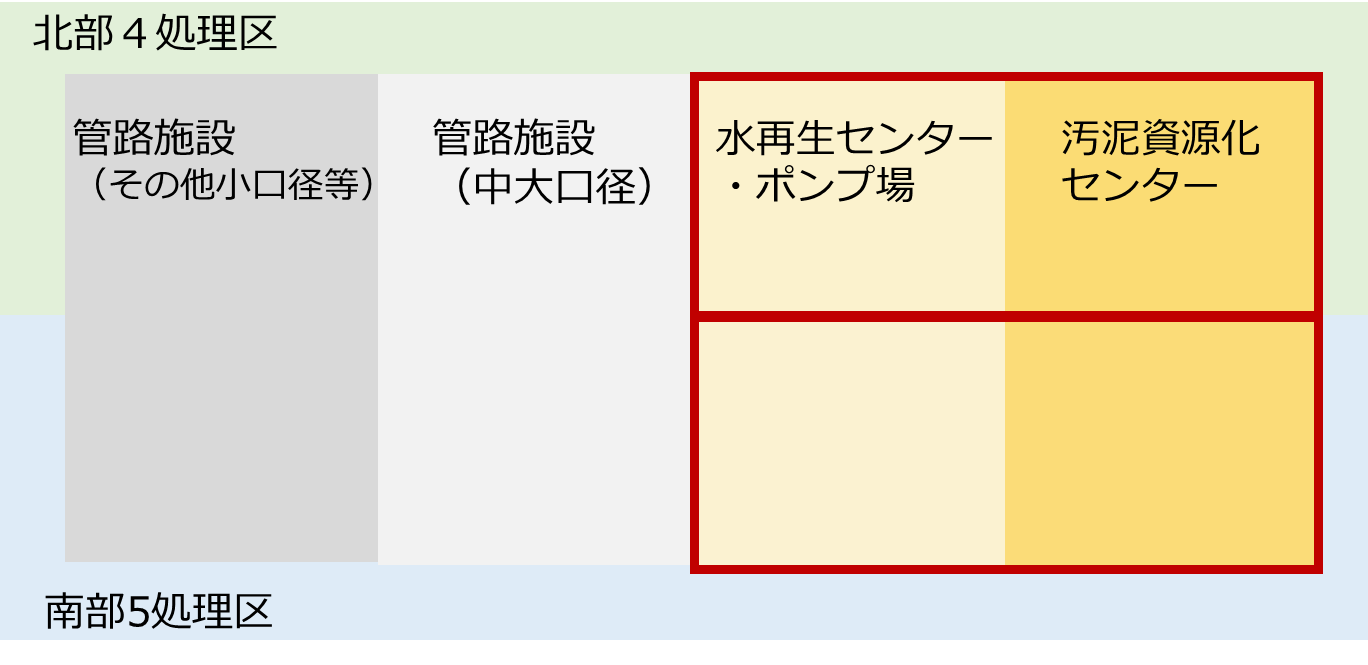 北部４処理区
管路施設
（その他小口径等）
管路施設
（中大口径）
水再生センター
・ポンプ場
汚泥資源化
センター
南部5処理区